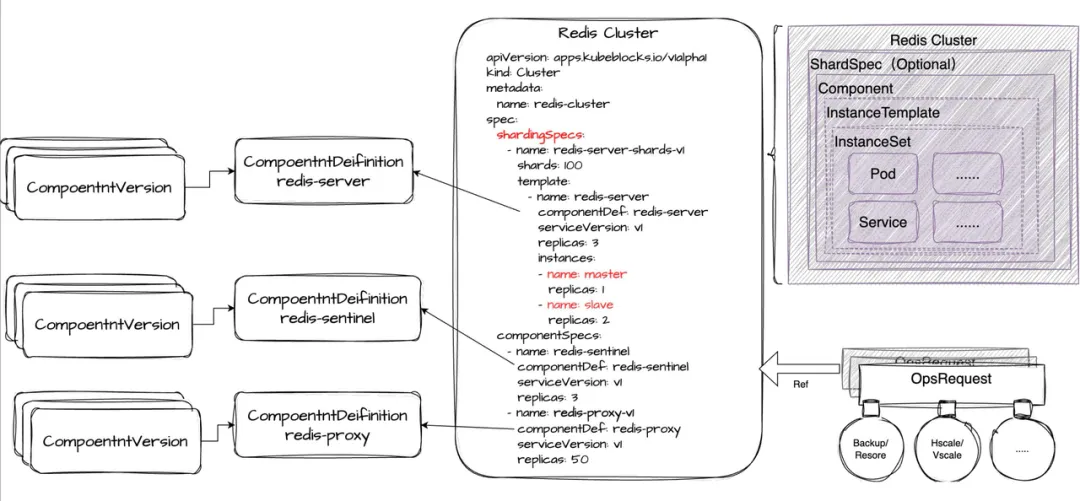 CompoentntVersion
CompoentntDeifinition
redis-server
CompoentntVersion
CompoentntDeifinition
redis-sentinel
CompoentntVersion
CompoentntDeifinition
redis-proxy
Redis Cluster
apiVersion: apps.kubeblocks.io/v1alpha1
kind: Cluster
metadata:
name: redis-cluster
spec:
shardingSpecs:
- name: redis-server-shards-v1
shards: 100
template:
- name: redis-server
componentDef: redis-server
serviceVersion: v1
replicas: 3
instances:
- name: master
replicas: 1
- name: slave
replicas: 2
componentSpecs:
- name: redis-sentinel
componentDef: redis-sentinel
serviceVersion: v1
replicas: 3
- name: redis-proxy-v1
componentDef: redis-proxy
serviceVersion: v1
replicas: 50
Redis Cluster
ShardSpec（Optional）
Component
InstanceTemplate
InstanceSet
Pod
......
Service
......
Ref
OpsRequest
OpsRequest
Backup/
Resore
Hscale/
Vscale
.....